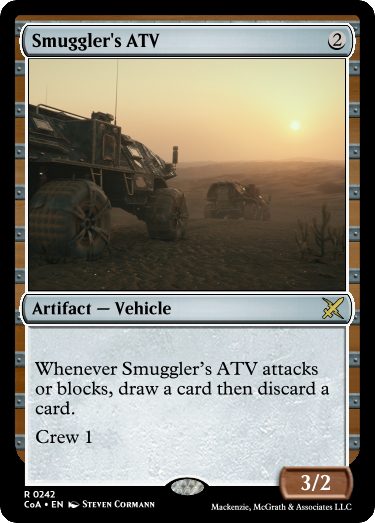 Smuggler's ATV 2
Artifact — Vehicle
Whenever Smuggler's ATV attacks
or blocks, draw a card then discard a
card.
Crew 1
3/2
R 0242
CoA • EN Steven Cormann
Mackenzie, McGrath & Associates LLC